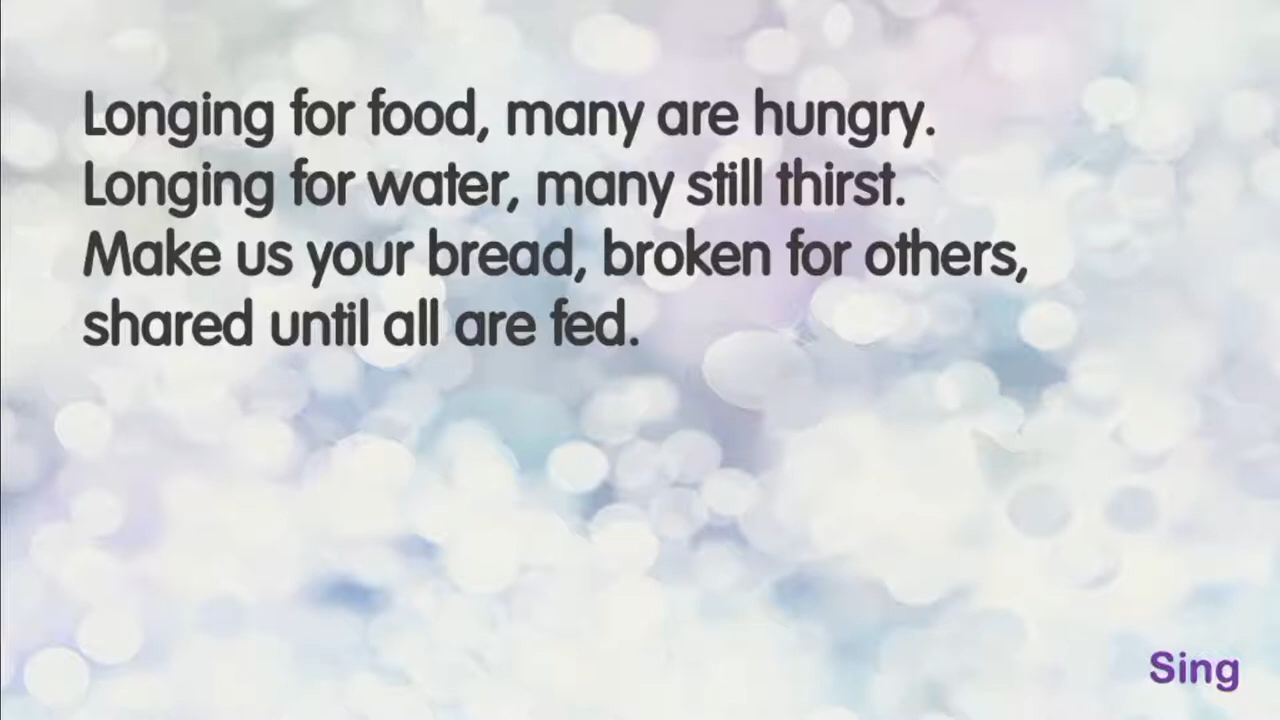 Longing for food, many are hungry.
Longing for water, many still thirst.
Make us your bread, broken for others,
shared until all are fed.
Sing